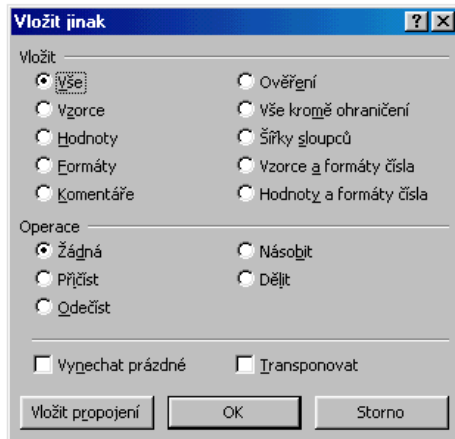 Vložit jinak
Vložit
Vše
Ověření
Vzorce
Vše kromě ohraničení
Hodnoty
Šířky sloupců
Formáty
Vzorce a formáty čísla
Komentáře
Hodnoty a formáty čísla
Operace
Žádná
Násobit
Přičíst
Dělit
Odečíst
Vynechat prázdné
Transponovat
Vložit propojení
OK
Storno